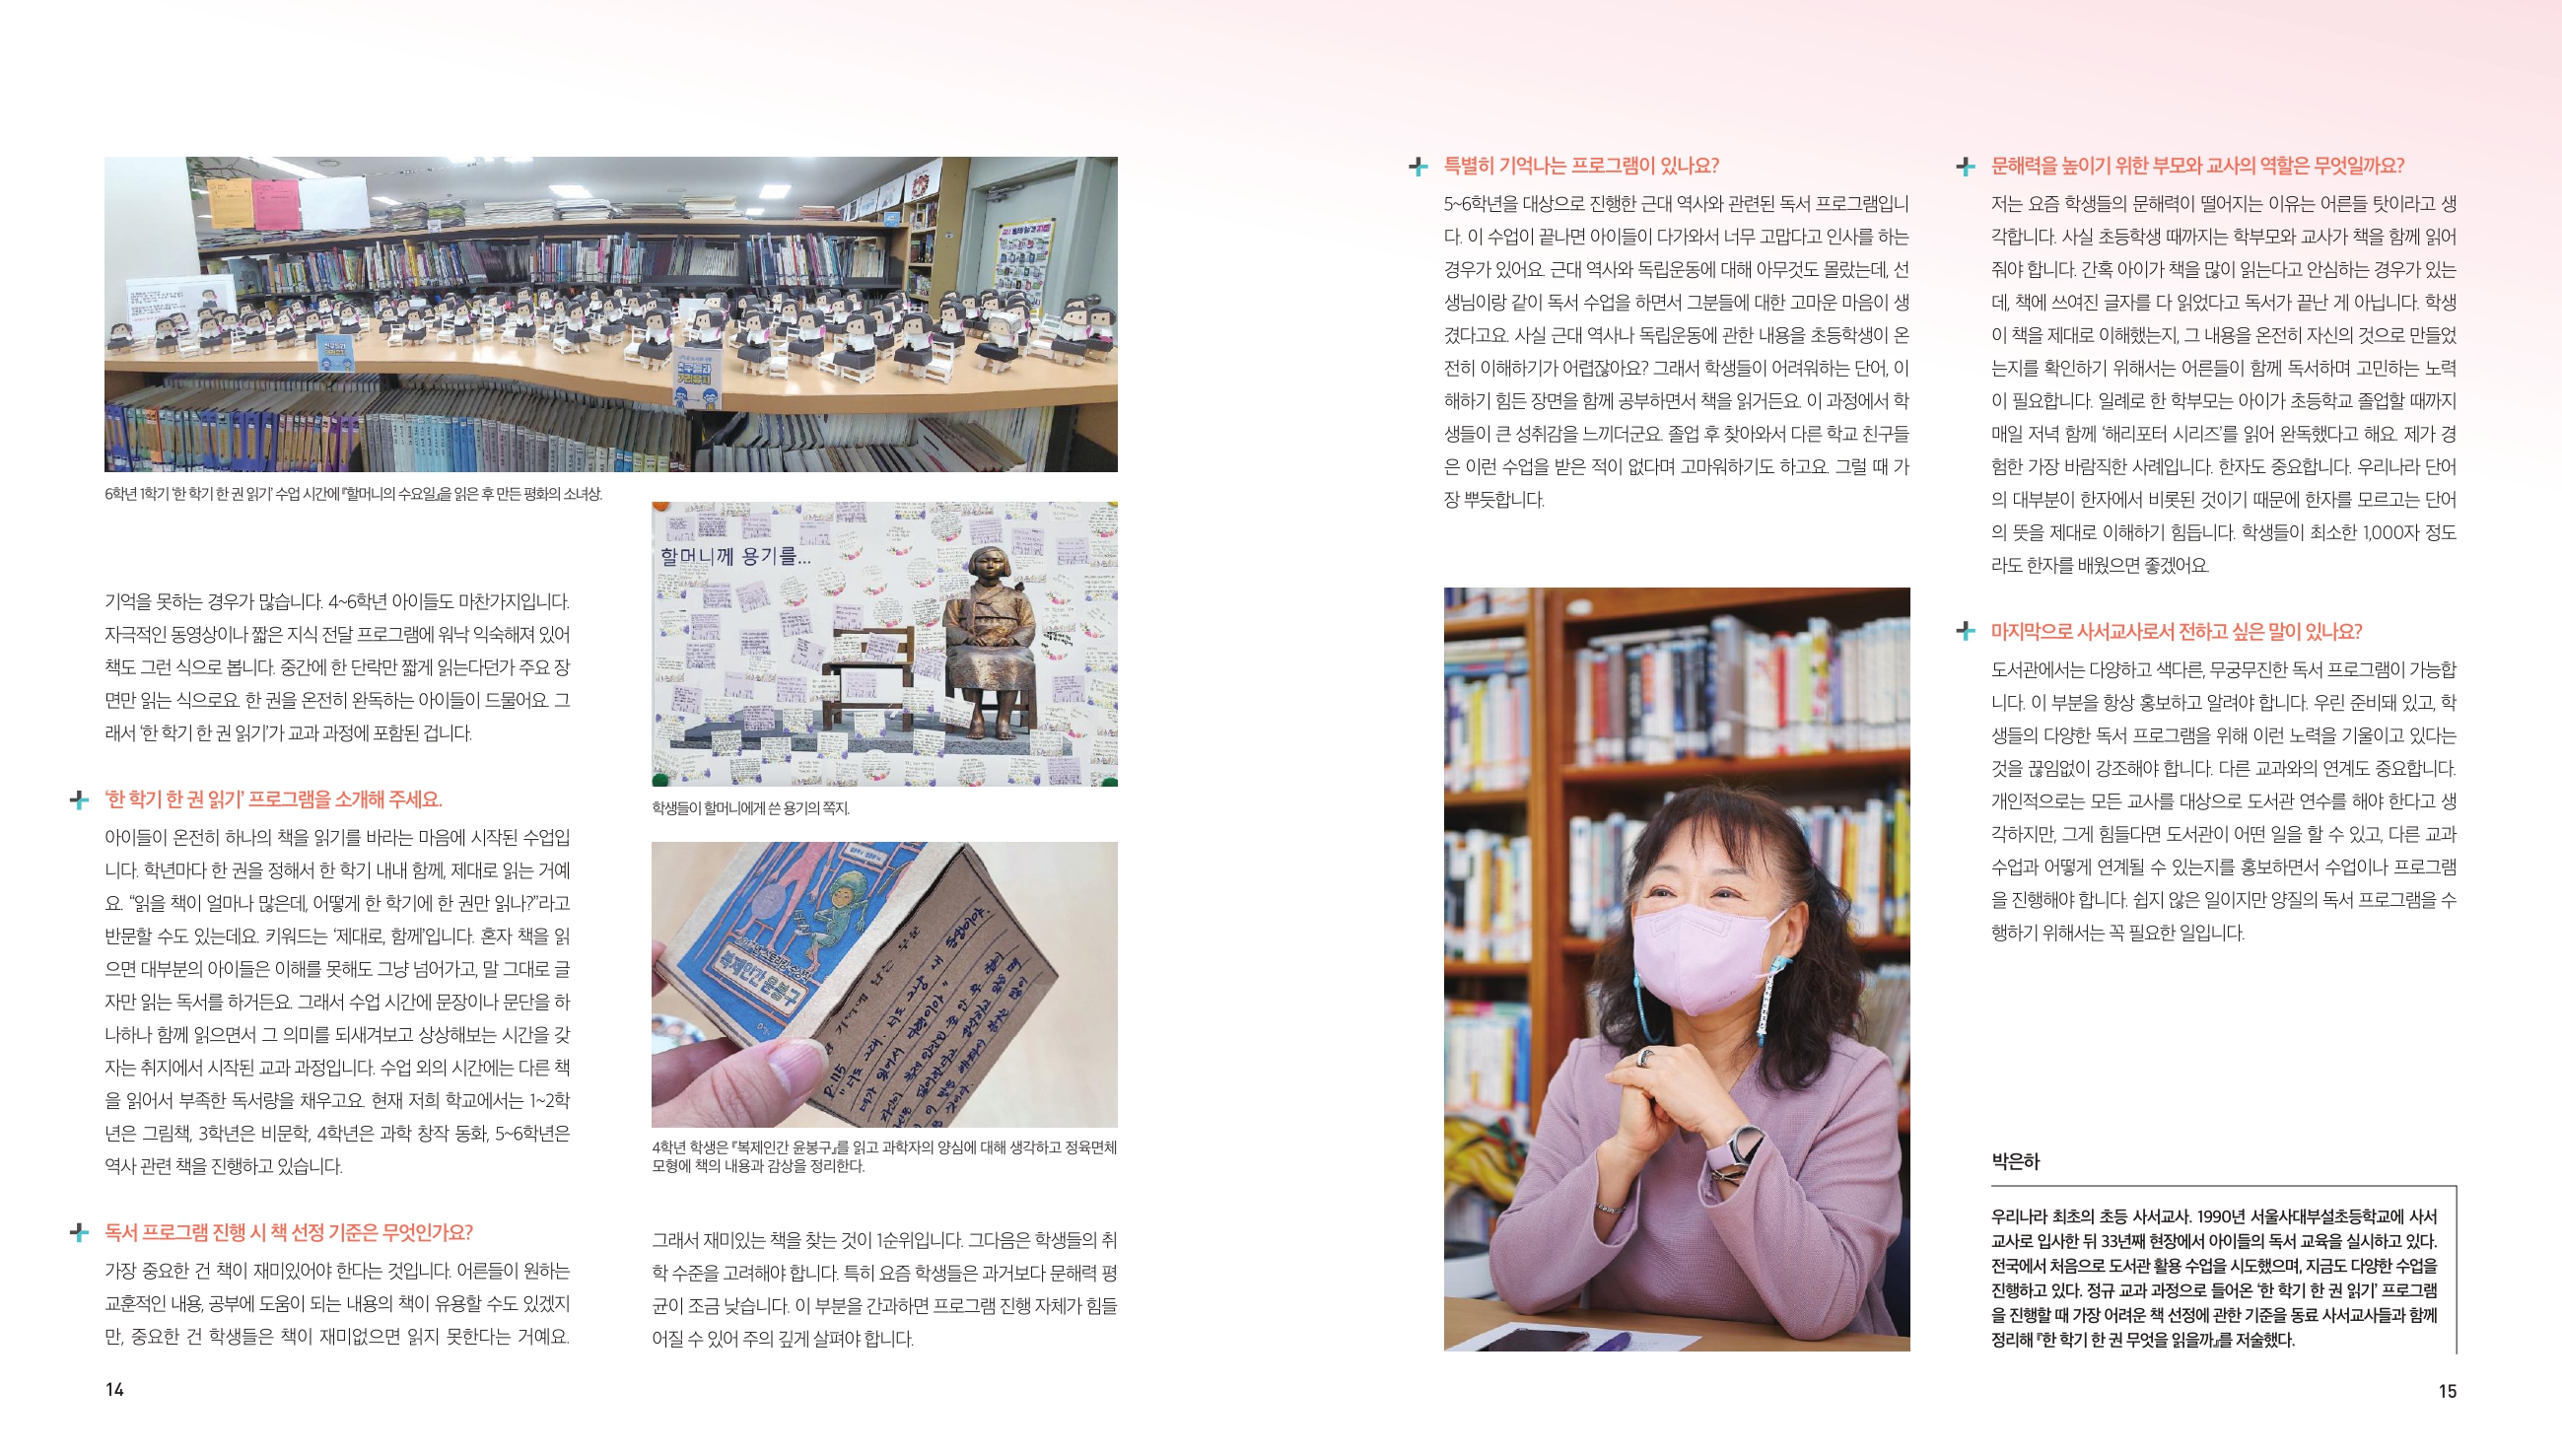 6학년 1학기 '한 학기 한 권 읽기' 수업 시간에 『할머니의 수요일』을 읽은 후 만든 평화의 소녀상.
기억을 못하는 경우가 많습니다. 4~6학년 아이들도 마찬가지입니다.
자극적인 동영상이나 짧은 지식 전달 프로그램에 워낙 익숙해져 있어
책도 그런 식으로 봅니다. 중간에 한 단락만 짧게 읽는다던가 주요 장
면만 읽는 식으로요. 한 권을 온전히 완독하는 아이들이 드물어요. 그
래서 '한 학기 한 권 읽기'가 교과 과정에 포함된 겁니다.
'한 학기 한 권 읽기' 프로그램을 소개해 주세요.
아이들이 온전히 하나의 책을 읽기를 바라는 마음에 시작된 수업입
니다. 학년마다 한 권을 정해서 한 학기 내내 함께, 제대로 읽는 거예
요. "읽을 책이 얼마나 많은데, 어떻게 한 학기에 한 권만 읽나?"라고
반문할 수도 있는데요. 키워드는 '제대로, 함께'입니다. 혼자 책을 읽
으면 대부분의 아이들은 이해를 못해도 그냥 넘어가고, 말 그대로 글
자만 읽는 독서를 하거든요. 그래서 수업 시간에 문장이나 문단을 하
나하나 함께 읽으면서 그 의미를 되새겨보고 상상해보는 시간을 갖
자는 취지에서 시작된 교과 과정입니다. 수업 외의 시간에는 다른 책
을 읽어서 부족한 독서량을 채우고요. 현재 저희 학교에서는 1~2학
년은 그림책, 3학년은 비문학, 4학년은 과학 창작 동화, 5~6학년은
역사 관련 책을 진행하고 있습니다.
독서 프로그램 진행 시 책 선정 기준은 무엇인가요?
가장 중요한 건 책이 재미있어야 한다는 것입니다. 어른들이 원하는
교훈적인 내용, 공부에 도움이 되는 내용의 책이 유용할 수도 있겠지
만, 중요한 건 학생들은 책이 재미없으면 읽지 못한다는 거예요.
할머니께 용기를...
학생들이 할머니에게 쓴 용기의 쪽지.
복제인간 윤봉구
P.115
4학년 학생은 『복제인간 윤봉구』를 읽고 과학자의 양심에 대해 생각하고 정육면체
모형에 책의 내용과 감상을 정리한다.
그래서 재미있는 책을 찾는 것이 1순위입니다. 그다음은 학생들의 취
학 수준을 고려해야 합니다. 특히 요즘 학생들은 과거보다 문해력 평
균이 조금 낮습니다. 이 부분을 간과하면 프로그램 진행 자체가 힘들
어질 수 있어 주의 깊게 살펴야 합니다.
14
특별히 기억나는 프로그램이 있나요?
5~6학년을 대상으로 진행한 근대 역사와 관련된 독서 프로그램입니
다. 이 수업이 끝나면 아이들이 다가와서 너무 고맙다고 인사를 하는
경우가 있어요. 근대 역사와 독립운동에 대해 아무것도 몰랐는데, 선
생님이랑 같이 독서 수업을 하면서 그분들에 대한 고마운 마음이 생
겼다고요. 사실 근대 역사나 독립운동에 관한 내용을 초등학생이 온
전히 이해하기가 어렵잖아요? 그래서 학생들이 어려워하는 단어, 이
해하기 힘든 장면을 함께 공부하면서 책을 읽거든요. 이 과정에서 학
생들이 큰 성취감을 느끼더군요. 졸업 후 찾아와서 다른 학교 친구들
은 이런 수업을 받은 적이 없다며 고마워하기도 하고요. 그럴 때 가
장 뿌듯합니다.
문해력을 높이기 위한 부모와 교사의 역할은 무엇일까요?
저는 요즘 학생들의 문해력이 떨어지는 이유는 어른들 탓이라고 생
각합니다. 사실 초등학생 때까지는 학부모와 교사가 책을 함께 읽어
줘야 합니다. 간혹 아이가 책을 많이 읽는다고 안심하는 경우가 있는
데, 책에 쓰여진 글자를 다 읽었다고 독서가 끝난 게 아닙니다. 학생
이 책을 제대로 이해했는지, 그 내용을 온전히 자신의 것으로 만들었
는지를 확인하기 위해서는 어른들이 함께 독서하며 고민하는 노력
이 필요합니다. 일례로 한 학부모는 아이가 초등학교 졸업할 때까지
매일 저녁 함께 '해리포터 시리즈'를 읽어 완독했다고 해요. 제가 경
험한 가장 바람직한 사례입니다. 한자도 중요합니다. 우리나라 단어
의 대부분이 한자에서 비롯된 것이기 때문에 한자를 모르고는 단어
의 뜻을 제대로 이해하기 힘듭니다. 학생들이 최소한 1,000자 정도
라도 한자를 배웠으면 좋겠어요.
마지막으로 사서교사로서 전하고 싶은 말이 있나요?
도서관에서는 다양하고 색다른, 무궁무진한 독서 프로그램이 가능합
니다. 이 부분을 항상 홍보하고 알려야 합니다. 우린 준비돼 있고, 학
생들의 다양한 독서 프로그램을 위해 이런 노력을 기울이고 있다는
것을 끊임없이 강조해야 합니다. 다른 교과와의 연계도 중요합니다.
개인적으로는 모든 교사를 대상으로 도서관 연수를 해야 한다고 생
각하지만, 그게 힘들다면 도서관이 어떤 일을 할 수 있고, 다른 교과
수업과 어떻게 연계될 수 있는지를 홍보하면서 수업이나 프로그램
을 진행해야 합니다. 쉽지 않은 일이지만 양질의 독서 프로그램을 수
행하기 위해서는 꼭 필요한 일입니다.
박은하
우리나라 최초의 초등 사서교사. 1990년 서울사대부설초등학교에 사서
교사로 입사한 뒤 33년째 현장에서 아이들의 독서 교육을 실시하고 있다.
전국에서 처음으로 도서관 활용 수업을 시도했으며, 지금도 다양한 수업을
진행하고 있다. 정규 교과 과정으로 들어온 '한 학기 한 권 읽기' 프로그램
을 진행할 때 가장 어려운 책 선정에 관한 기준을 동료 사서교사들과 함께
정리해 『한 학기 한 권 무엇을 읽을까』를 저술했다.
15